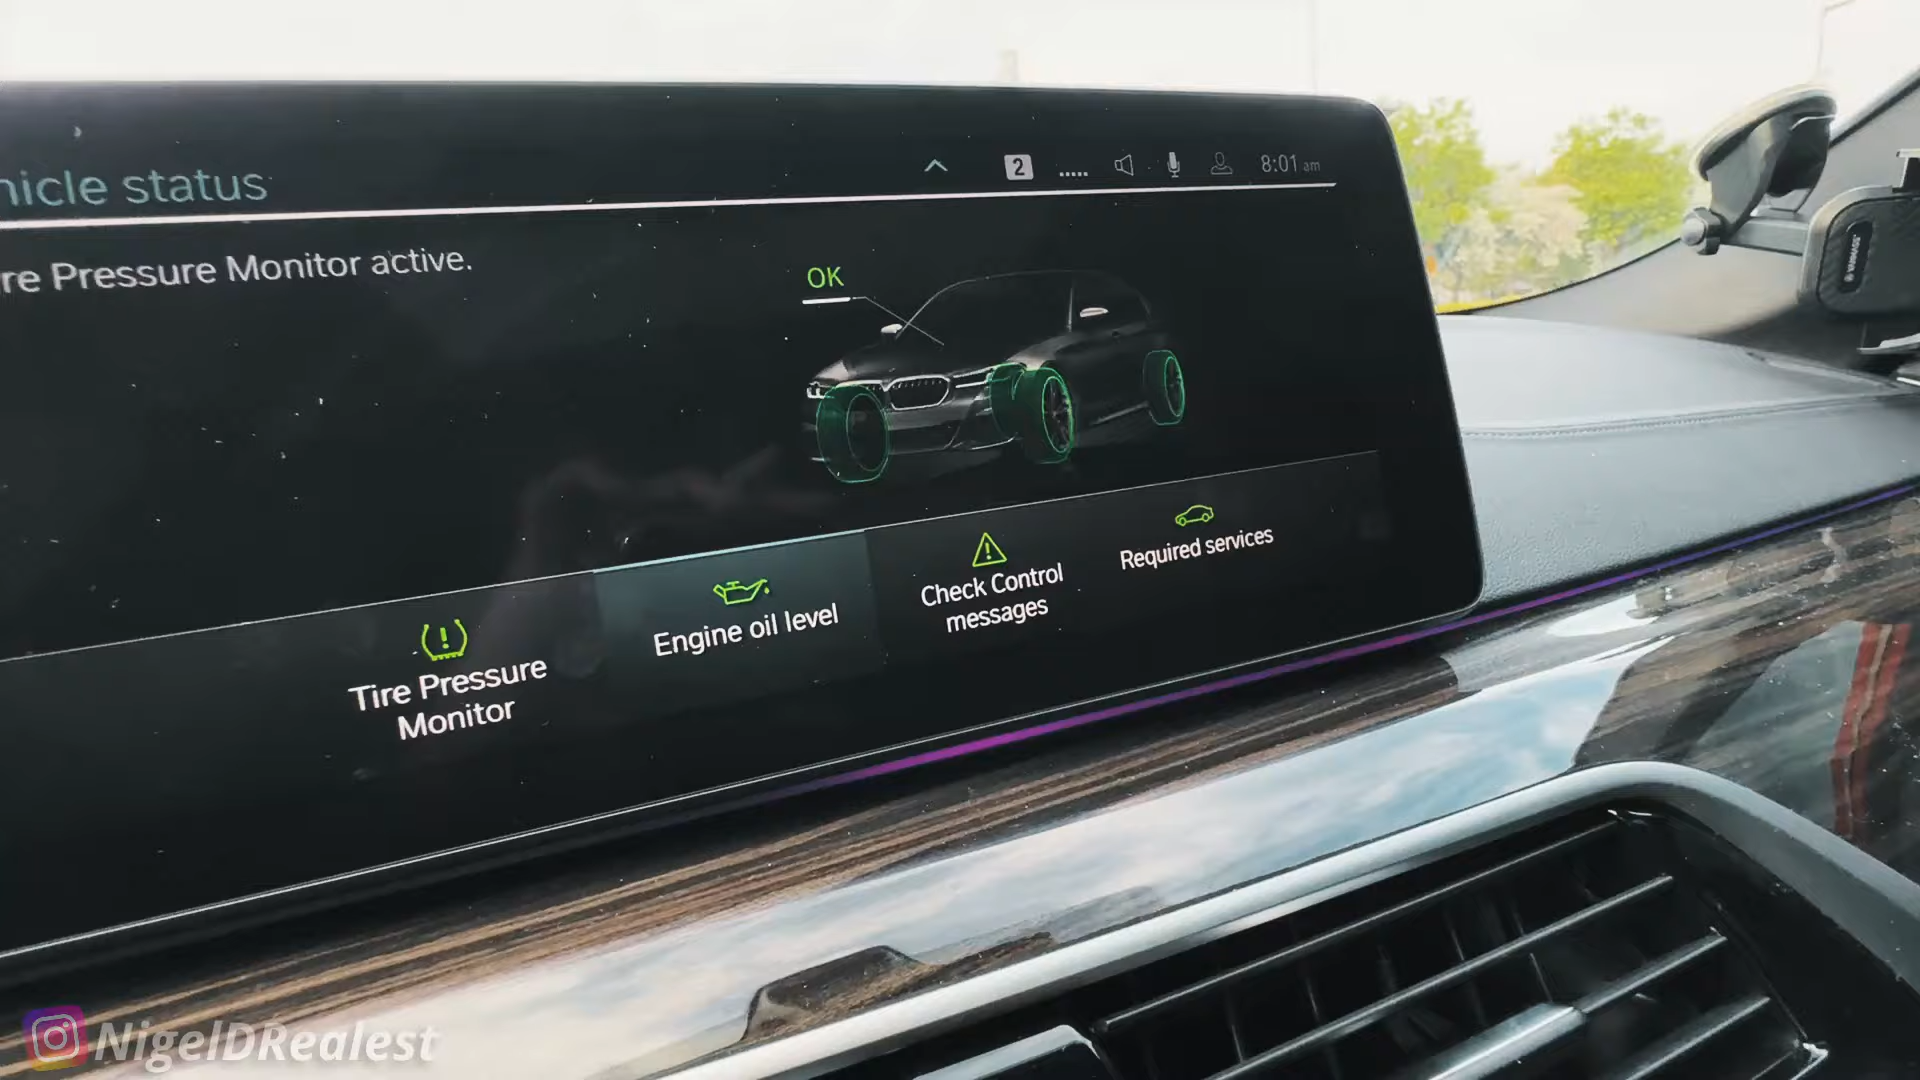 hicle status
2
8:01 am
re Pressure Monitor active.
OK
Tire Pressure
Monitor
Engine oil level
Check Control
messages
Required services
NigelDRealest